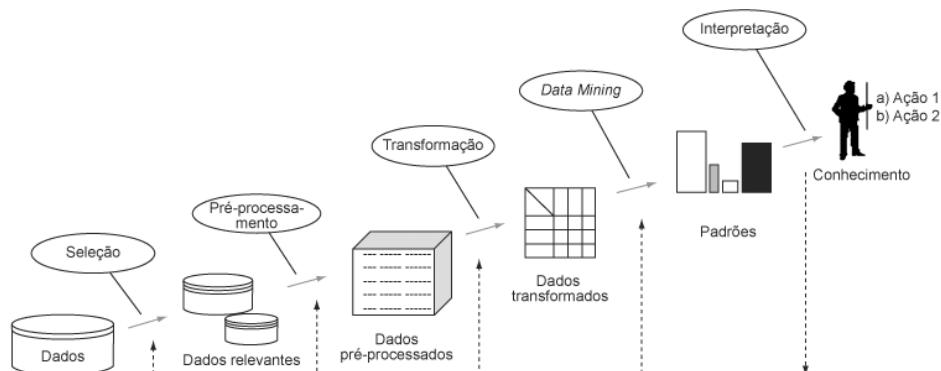 Interpretação
a) Ação 1
b) Ação 2
Conhecimento
Data Mining
Padrões
Transformação
Dados
transformados
Pré-processa-
mento
Dados
pré-processados
Seleção
Dados relevantes
Dados